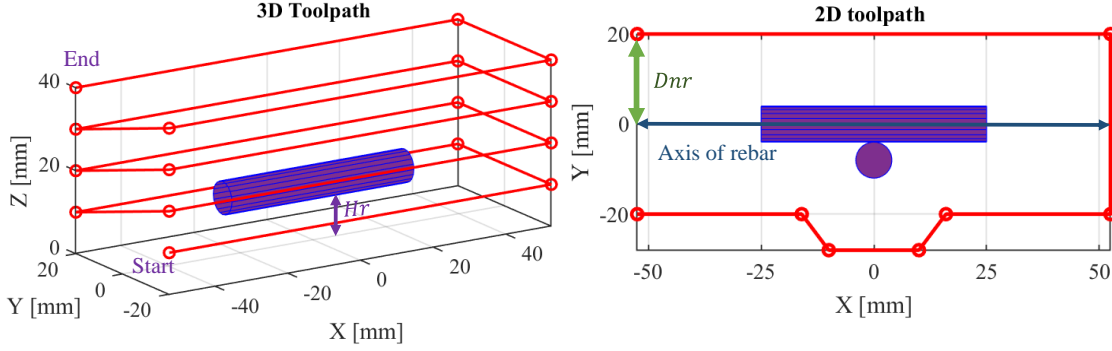 3D Toolpath
End
40
20
0
Z [mm]
Hr
Start
20
0
-20
Y [mm]
-40
-20
0
20
40
X [mm]
2D toolpath
20
0
-20
Y [mm]
Dnr
Axis of rebar
-50
-25
0
25
50
X [mm]